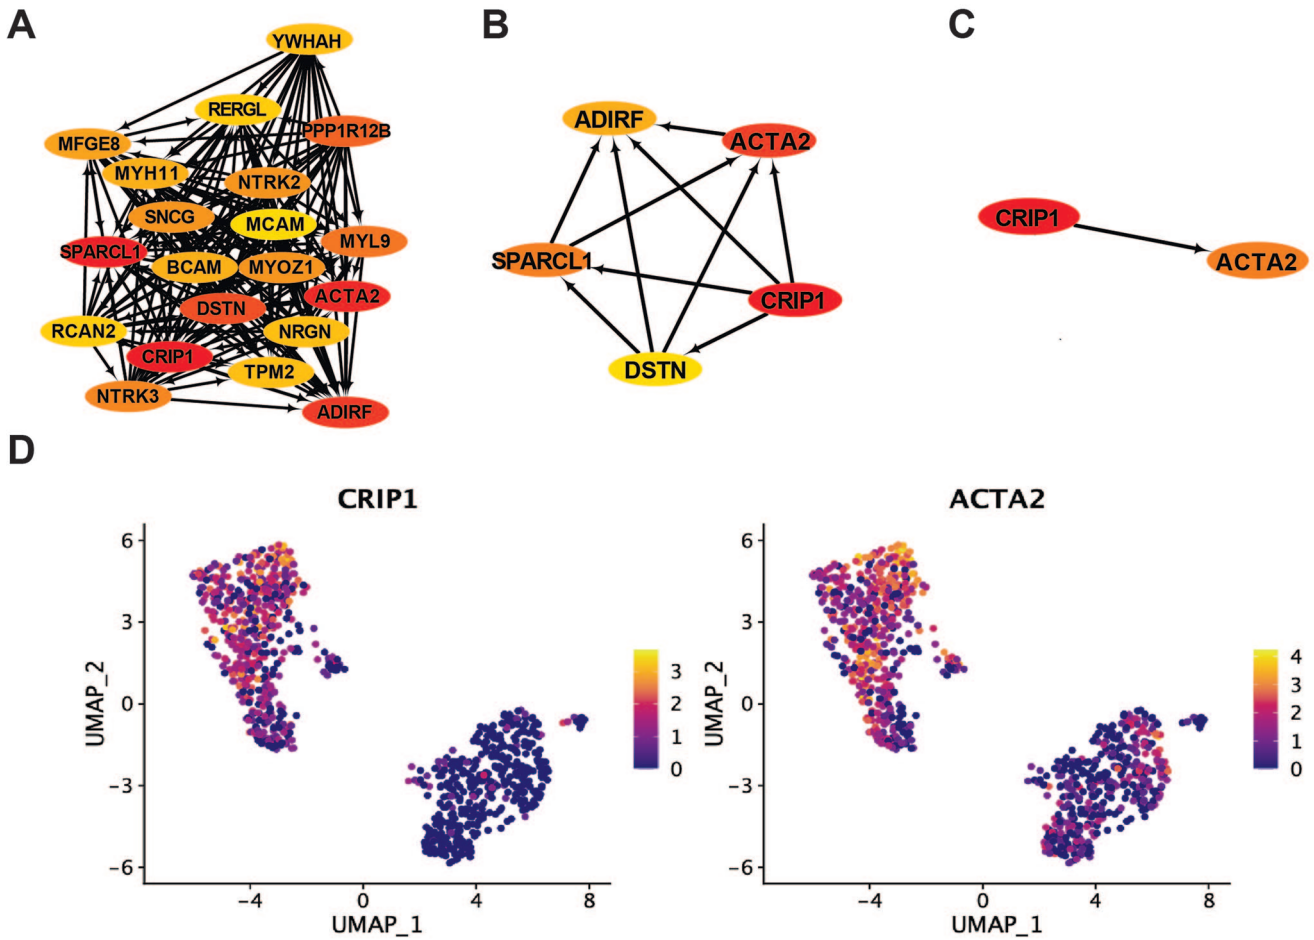 A
YWHAH
RERGL
PPP1R12B
MFGE8
MYH11
NTRK2
SNCG
MCAM
MYL9
SPARCL1
BCAM
MYOZ1
ACTA2
DSTN
RCAN2
NRGN
CRIP1
TPM2
NTRK3
ADIRF
B
ADIRF
ACTA2
SPARCL1
CRIP1
DSTN
C
CRIP1
ACTA2
D
CRIP1
6
3
0
−3
−6
UMAP_2
−4
0
4
8
UMAP_1
3
2
1
0
ACTA2
6
3
0
−3
−6
UMAP_2
−4
0
4
8
UMAP_1
4
3
2
1
0